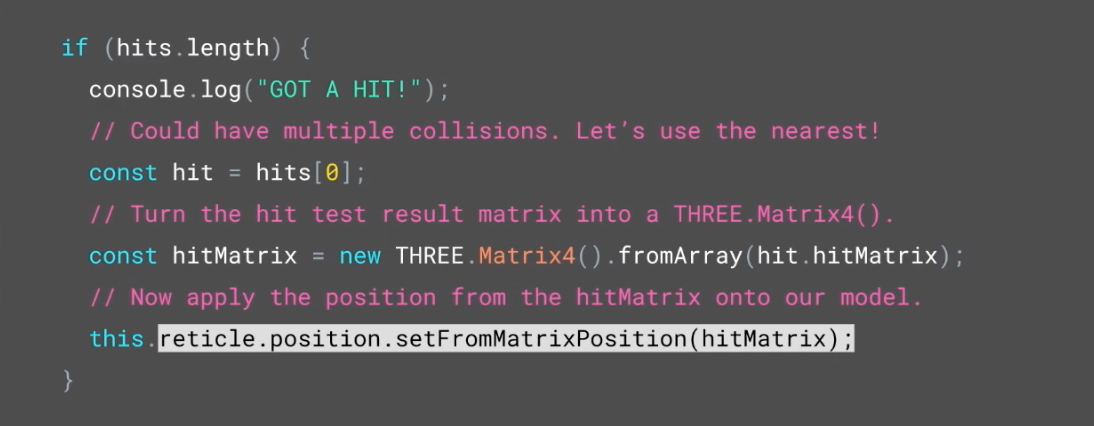 if (hits.length) {
console.log("GOT A HIT!");
// Could have multiple collisions. Let’s use the nearest!
const hit = hits[0];
// Turn the hit test result matrix into a THREE.Matrix4().
const hitMatrix = new THREE.Matrix4().fromArray(hit.hitMatrix);
// Now apply the position from the hitMatrix onto our model.
this.reticle.position.setFromMatrixPosition(hitMatrix);
}